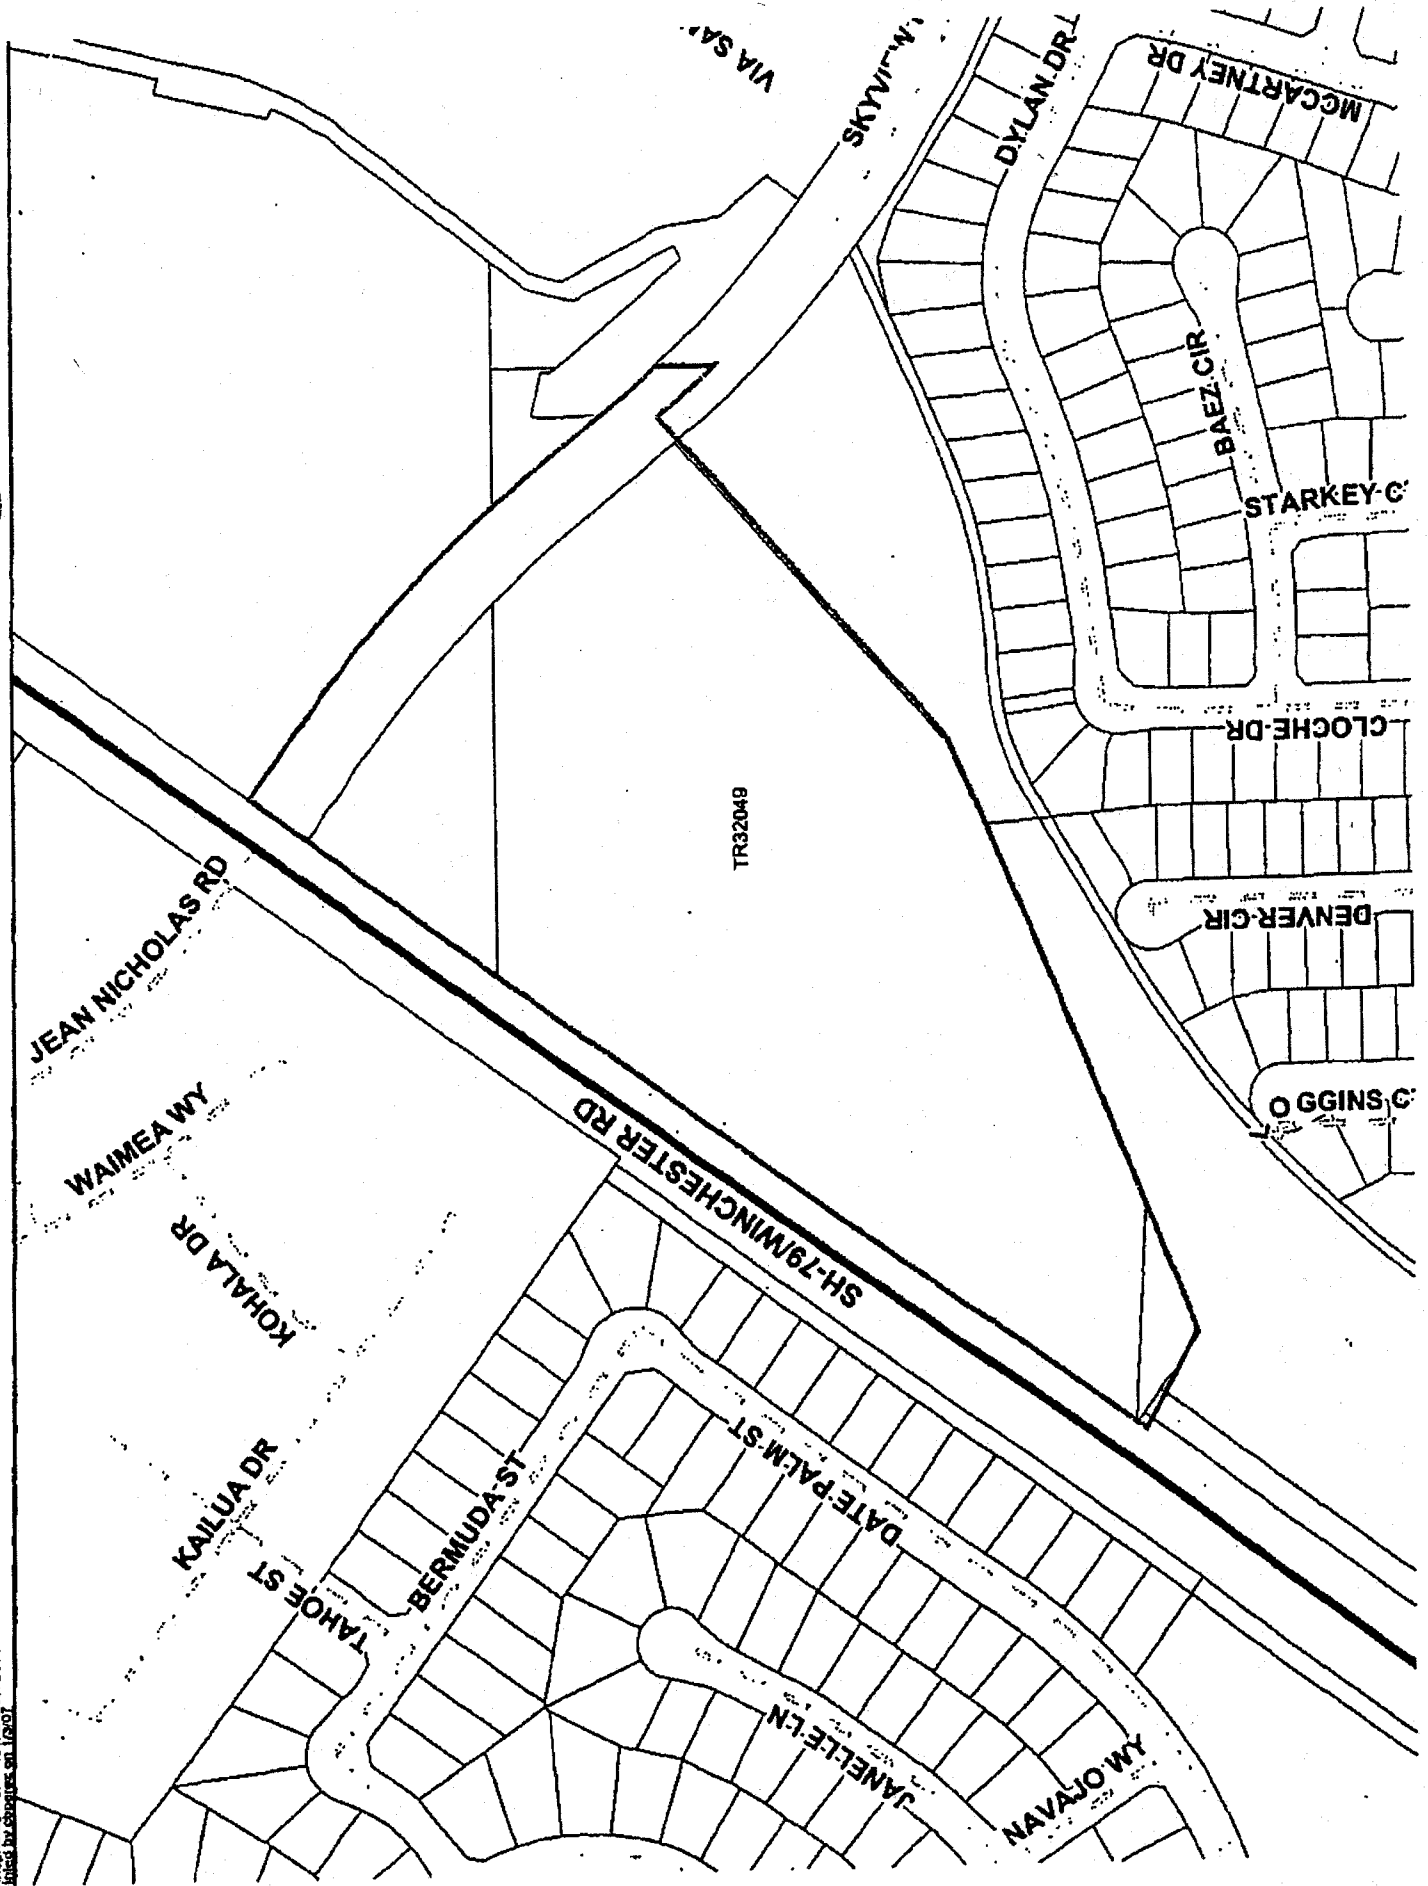 VIA SA
SKYVIEW
DYLAN DR
MCCARTNEY DR
BAEZ CIR
STARKEY C
CLOCHE DR
TR32049
JEAN NICHOLAS RD
DENVER CIR
WAIMEA WY
SH-79/WINCHESTER RD
O GGINS C
KOHALA DR
KAILUA DR
DATE PALM ST
BERMUDA ST
TAHOE ST
JANELLE LN
NAVAJO WY